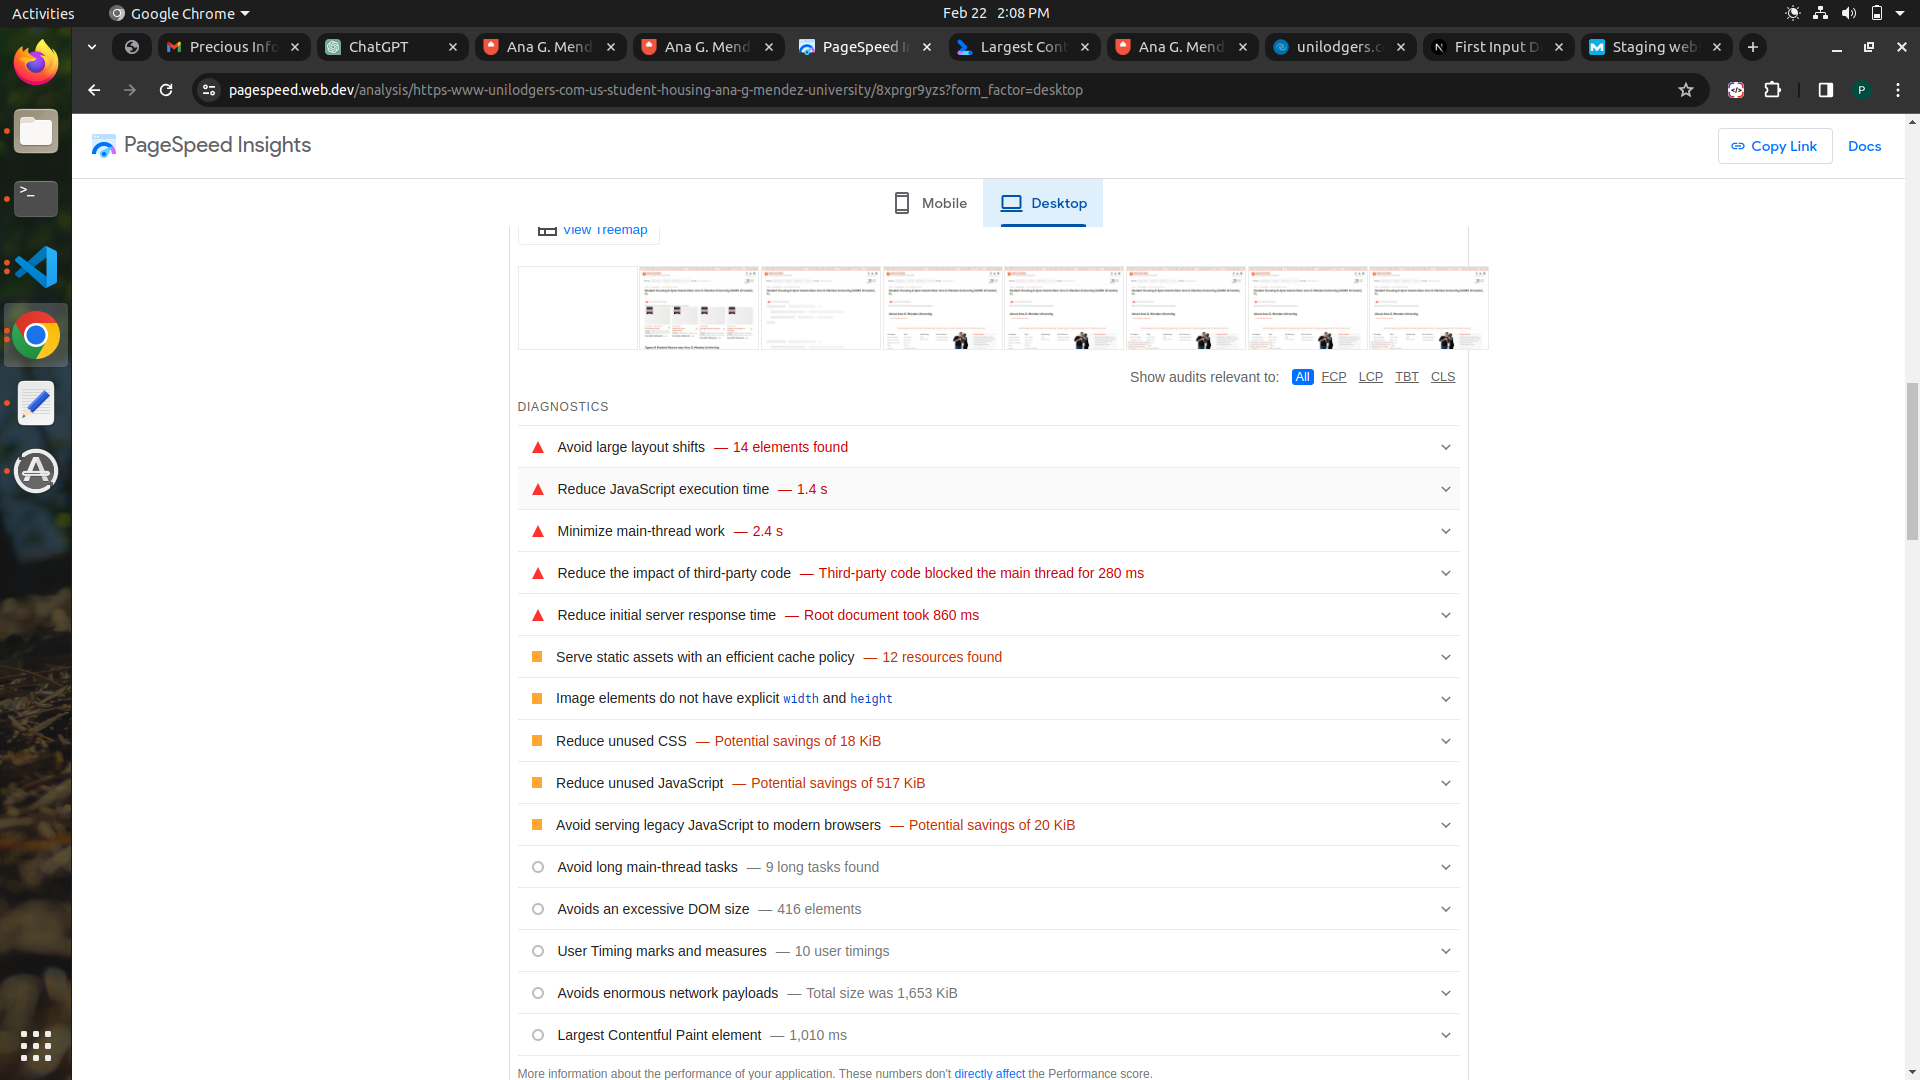 Activities Google Chrome Feb 22 2:08 PM
Precious Info ChatGPT Ana G. Mend Ana G. Mend PageSpeed I Largest Cont Ana G. Mend unilodgers.c First Input D Staging web
pagespeed.web.dev/analysis/https-www-unilodgers-com-us-student-housing-ana-g-mendez-university/8xprgr9yzs?form_factor=desktop
P
PageSpeed Insights
Copy Link
Docs
Mobile
Desktop
View Treemap
Show audits relevant to: All FCP LCP TBT CLS
DIAGNOSTICS
Avoid large layout shifts — 14 elements found
Reduce JavaScript execution time — 1.4 s
Minimize main-thread work — 2.4 s
Reduce the impact of third-party code — Third-party code blocked the main thread for 280 ms
Reduce initial server response time — Root document took 860 ms
Serve static assets with an efficient cache policy — 12 resources found
Image elements do not have explicit width and height
Reduce unused CSS — Potential savings of 18 KiB
Reduce unused JavaScript — Potential savings of 517 KiB
Avoid serving legacy JavaScript to modern browsers — Potential savings of 20 KiB
Avoid long main-thread tasks — 9 long tasks found
Avoids an excessive DOM size — 416 elements
User Timing marks and measures — 10 user timings
Avoids enormous network payloads — Total size was 1,653 KiB
Largest Contentful Paint element — 1,010 ms
More information about the performance of your application. These numbers don't directly affect the Performance score.